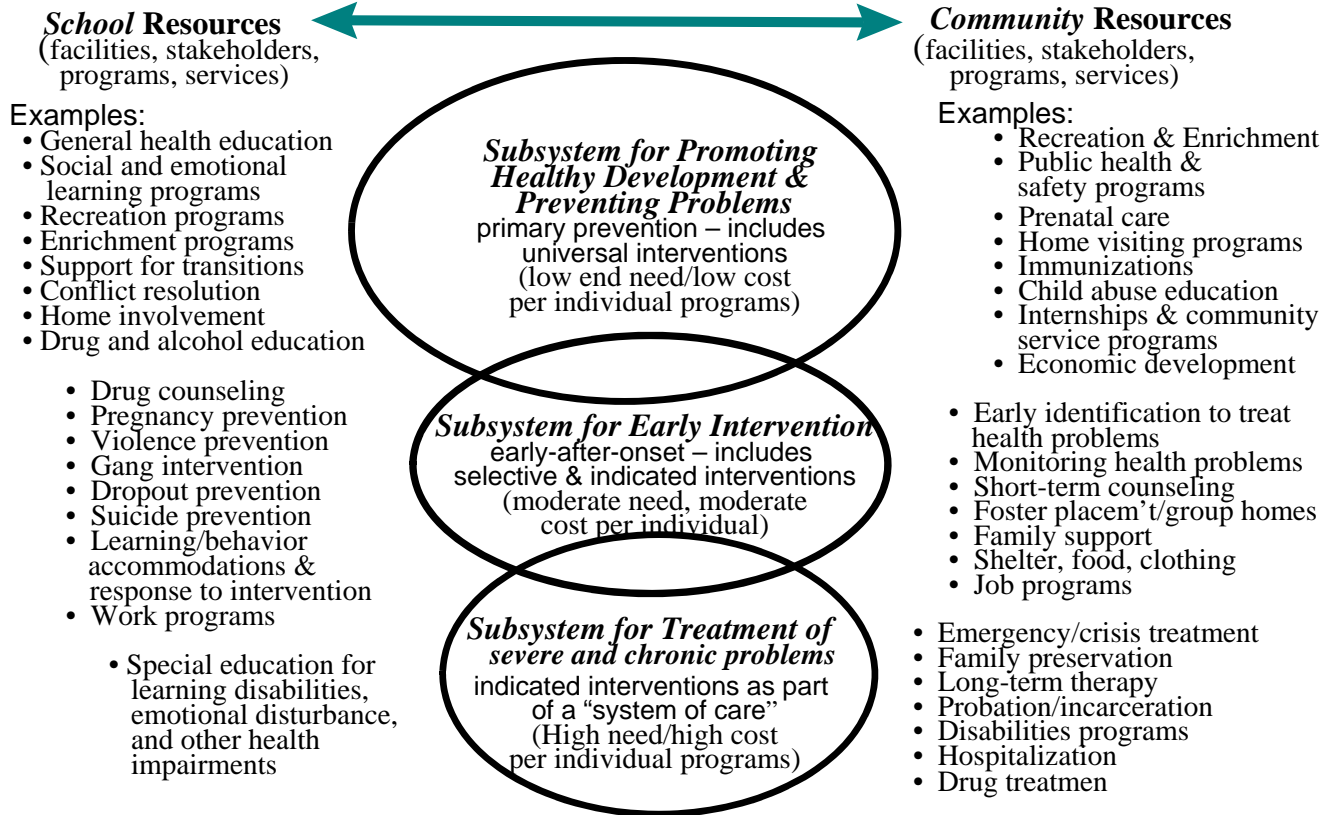 School Resources
(facilities, stakeholders,
programs, services)
Examples:
• General health education
• Social and emotional
learning programs
• Recreation programs
• Enrichment programs
• Support for transitions
• Conflict resolution
• Home involvement
• Drug and alcohol education
• Drug counseling
• Pregnancy prevention
• Violence prevention
• Gang intervention
• Dropout prevention
• Suicide prevention
• Learning/behavior
accommodations &
response to intervention
• Work programs
• Special education for
learning disabilities,
emotional disturbance,
and other health
impairments
Subsystem for Promoting
Healthy Development &
Preventing Problems
primary prevention – includes
universal interventions
(low end need/low cost
per individual programs)
Subsystem for Early Intervention
early-after-onset – includes
selective & indicated interventions
(moderate need, moderate
cost per individual)
Subsystem for Treatment of
severe and chronic problems
indicated interventions as part
of a “system of care”
(High need/high cost
per individual programs)
Community Resources
(facilities, stakeholders,
programs, services)
Examples:
• Recreation & Enrichment
• Public health &
safety programs
• Prenatal care
• Home visiting programs
• Immunizations
• Child abuse education
• Internships & community
service programs
• Economic development
• Early identification to treat
health problems
• Monitoring health problems
• Short-term counseling
• Foster placem’t/group homes
• Family support
• Shelter, food, clothing
• Job programs
• Emergency/crisis treatment
• Family preservation
• Long-term therapy
• Probation/incarceration
• Disabilities programs
• Hospitalization
• Drug treatmen